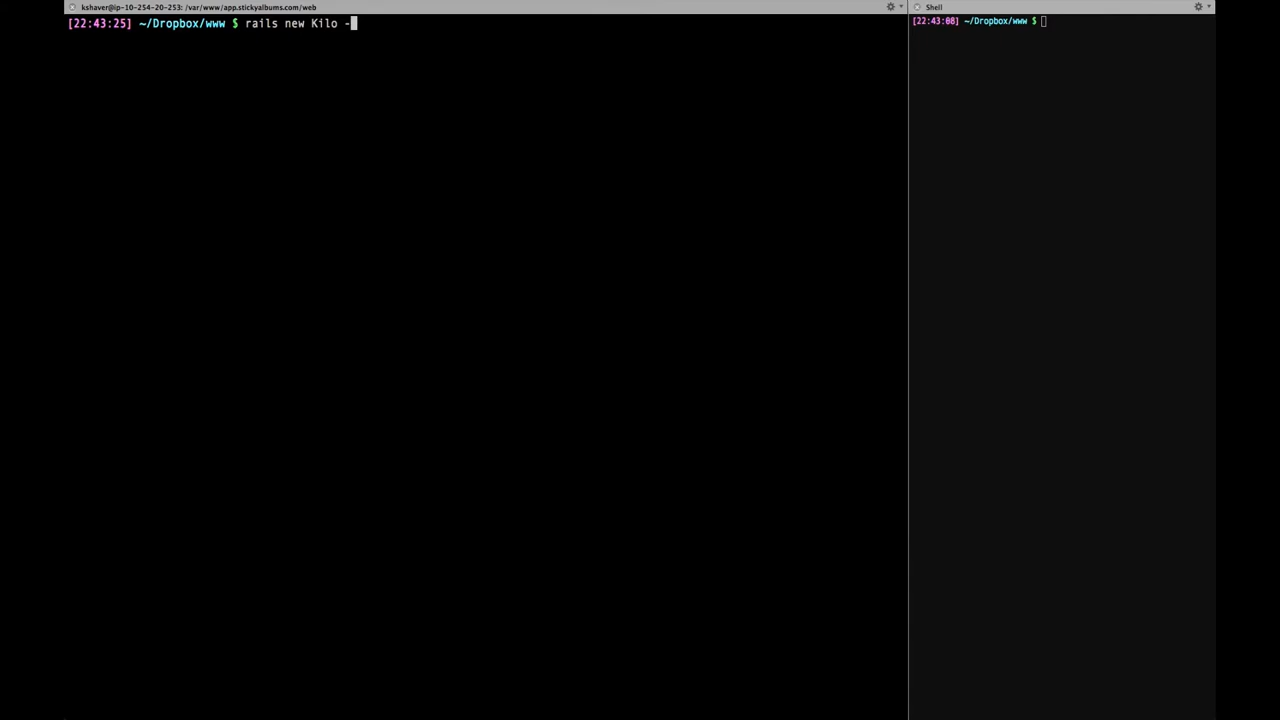 kshaver@ip-10-254-20-253: /var/www/app.stickyalbums.com/web
[22:43:25] ~/Dropbox/www $ rails new Kilo -
Shell
[22:43:08] ~/Dropbox/www $